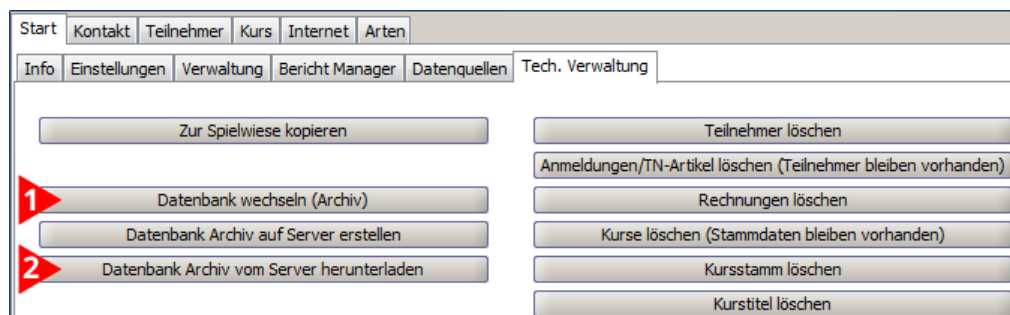 Start Kontakt Teilnehmer Kurs Internet Arten
Info Einstellungen Verwaltung Bericht Manager Datenquellen Tech. Verwaltung
Zur Spielwiese kopieren
Teilnehmer löschen
Anmeldungen/TN-Artikel löschen (Teilnehmer bleiben vorhanden)
1 Datenbank wechseln (Archiv)
Rechnungen löschen
Datenbank Archiv auf Server erstellen
Kurse löschen (Stammdaten bleiben vorhanden)
2 Datenbank Archiv vom Server herunterladen
Kursstamm löschen
Kurstitel löschen